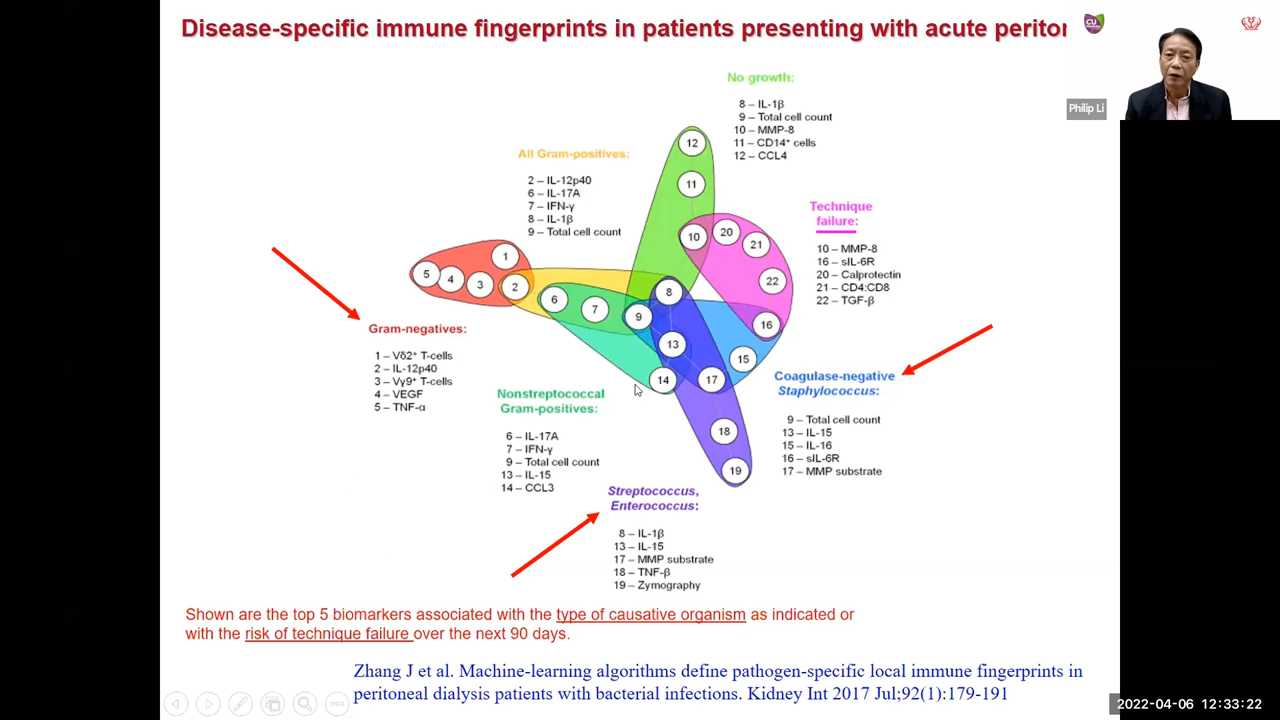 Disease-specific immune fingerprints in patients presenting with acute peritor
CU
Philip Li
No growth:
8 – IL-1β
9 – Total cell count
10 – MMP-8
11 – CD14⁺ cells
12 – CCL4
All Gram-positives:
2 – IL-12p40
6 – IL-17A
7 – IFN-γ
8 – IL-1β
9 – Total cell count
Technique
failure:
10 – MMP-8
16 – sIL-6R
20 – Calprotectin
21 – CD4:CD8
22 – TGF-β
12
11
10
20
21
22
16
1
5
4
3
2
6
7
8
9
13
15
14
17
18
19
Gram-negatives:
1 – Vδ2⁺ T-cells
2 – IL-12p40
3 – Vγ9⁺ T-cells
4 – VEGF
5 – TNF-α
Nonstreptococcal
Gram-positives:
6 – IL-17A
7 – IFN-γ
9 – Total cell count
13 – IL-15
14 – CCL3
Coagulase-negative
Staphylococcus:
9 – Total cell count
13 – IL-15
15 – IL-16
16 – sIL-6R
17 – MMP substrate
Streptococcus,
Enterococcus:
8 – IL-1β
13 – IL-15
17 – MMP substrate
18 – TNF-β
19 – Zymography
Shown are the top 5 biomarkers associated with the type of causative organism as indicated or
with the risk of technique failure over the next 90 days.
Zhang J et al. Machine-learning algorithms define pathogen-specific local immune fingerprints in
peritoneal dialysis patients with bacterial infections. Kidney Int 2017 Jul;92(1):179-191
2022-04-06 12:33:22